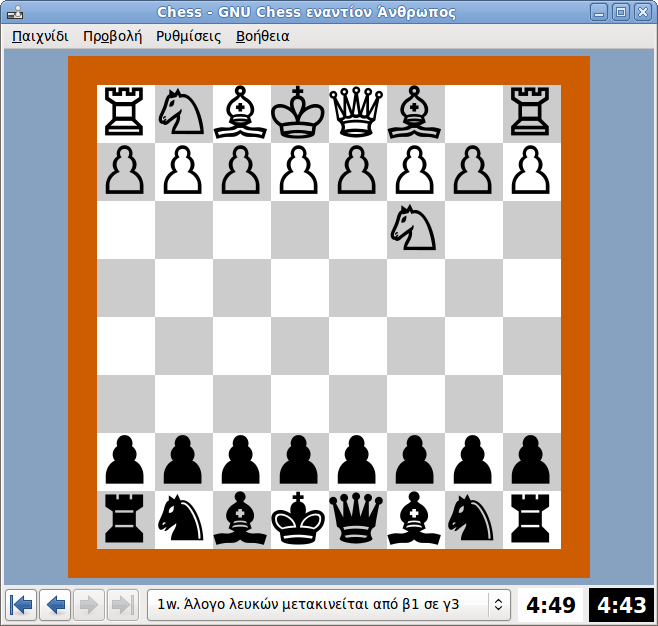 Chess - GNU Chess εναντίον Άνθρωπος
Παιχνίδι Προβολή Ρυθμίσεις Βοήθεια
1w. Άλογο λευκών μετακινείται από β1 σε γ3 4:49 4:43